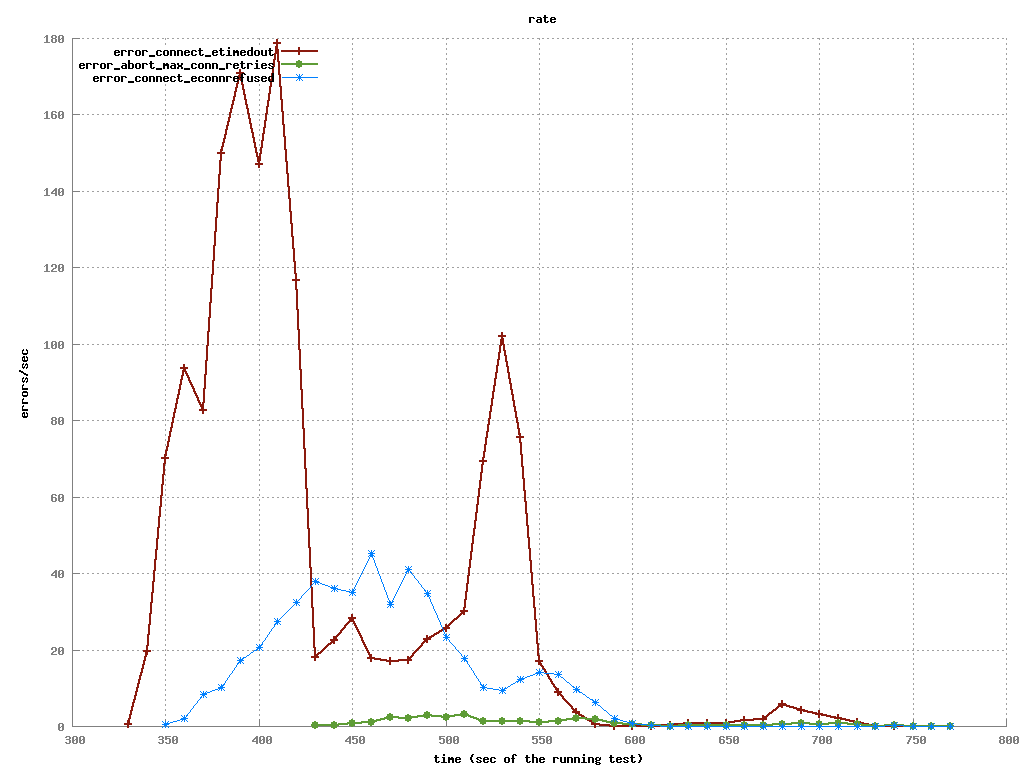 rate
180
160
140
120
100
80
60
40
20
0
errors/sec
error_connect_etimedout
error_abort_max_conn_retries
error_connect_econnrefused
300 350 400 450 500 550 600 650 700 750 800
time (sec of the running test)